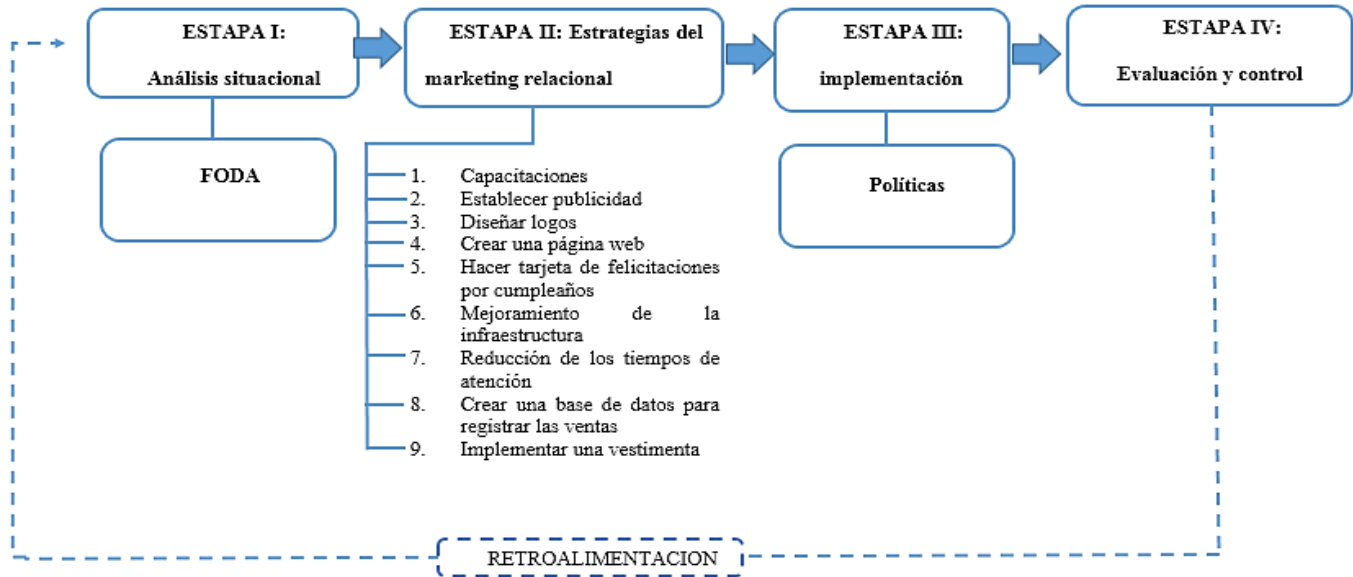 ESTAPA I:
Análisis situacional
ESTAPA II: Estrategias del
marketing relacional
ESTAPA III:
implementación
ESTAPA IV:
Evaluación y control
FODA
1. Capacitaciones
2. Establecer publicidad
3. Diseñar logos
4. Crear una página web
5. Hacer tarjeta de felicitaciones
por cumpleaños
6. Mejoramiento de la
infraestructura
7. Reducción de los tiempos de
atención
8. Crear una base de datos para
registrar las ventas
9. Implementar una vestimenta
Políticas
RETROALIMENTACION